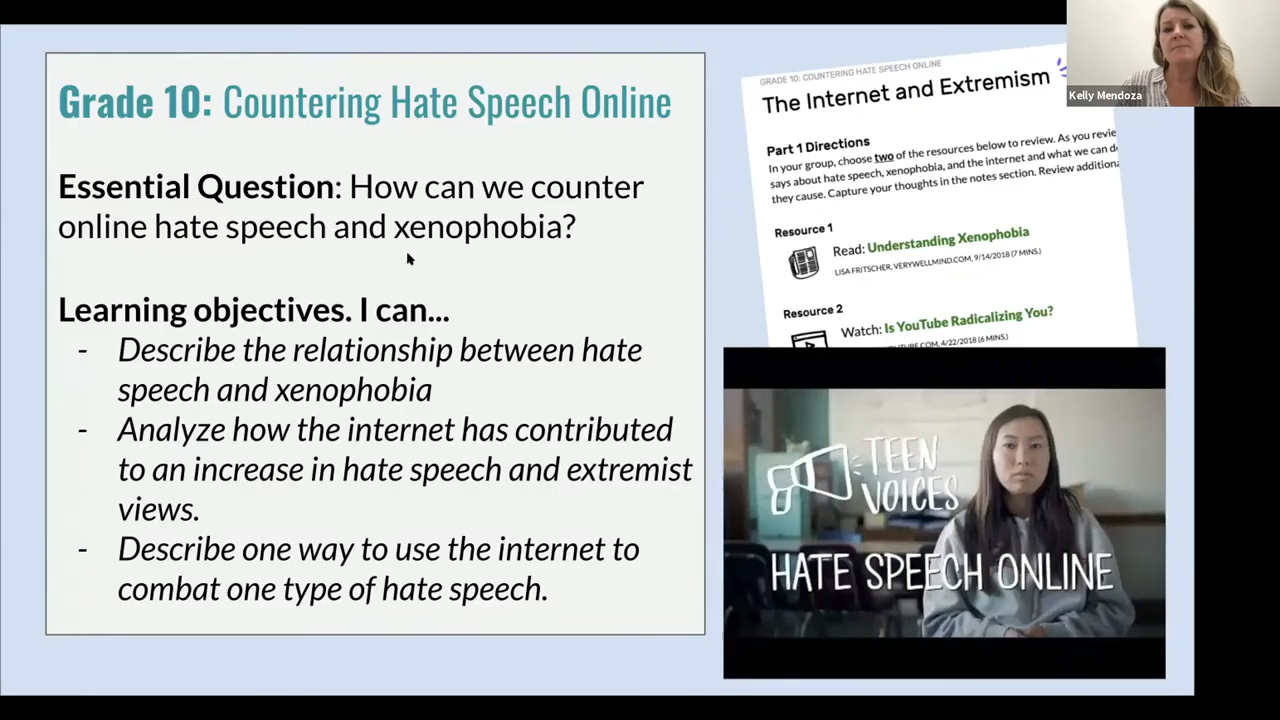 Grade 10: Countering Hate Speech Online
Essential Question: How can we counter
online hate speech and xenophobia?
Learning objectives. I can...
- Describe the relationship between hate
speech and xenophobia
- Analyze how the internet has contributed
to an increase in hate speech and extremist
views.
- Describe one way to use the internet to
combat one type of hate speech.
GRADE 10: COUNTERING HATE SPEECH ONLINE
The Internet and Extremism
Part 1 Directions
In your group, choose two of the resources below to review. As you
says about hate speech, xenophobia, and the internet and what we can
they cause. Capture your thoughts in the notes section. Review
Resource 1
Read: Understanding Xenophobia
LISA FRITSCHER, VERYWELLMIND.COM, 9/14/2018 (7 MINS.)
Resource 2
Watch: Is YouTube Radicalizing You?
4/22/2018 (6 MINS.)
TEEN
VOICES
HATE SPEECH ONLINE
Kelly Mendoza